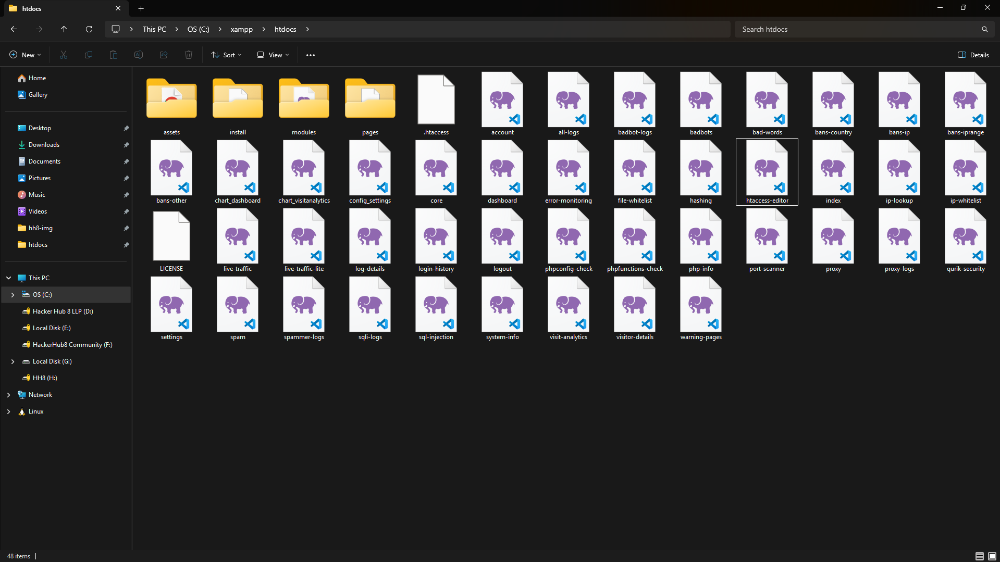 htdocs
This PC
OS (C:)
xampp
htdocs
Search htdocs
New
Sort
View
Details
Home
Gallery
Desktop
Downloads
Documents
Pictures
Music
Videos
hh8-img
htdocs
This PC
OS (C:)
Hacker Hub 8 LLP (D:)
Local Disk (E:)
HackerHub8 Community (F:)
Local Disk (G:)
HH8 (H:)
Network
Linux
assets
install
modules
pages
.htaccess
account
all-logs
badbot-logs
badbots
bad-words
bans-country
bans-ip
bans-iprange
bans-other
chart_dashboard
chart_visitanalytics
config_settings
core
dashboard
error-monitoring
file-whitelist
hashing
htaccess-editor
index
ip-lookup
ip-whitelist
LICENSE
live-traffic
live-traffic-lite
log-details
login-history
logout
phpconfig-check
phpfunctions-check
php-info
port-scanner
proxy
proxy-logs
qurik-security
settings
spam
spammer-logs
sqli-logs
sql-injection
system-info
visit-analytics
visitor-details
warning-pages
48 items